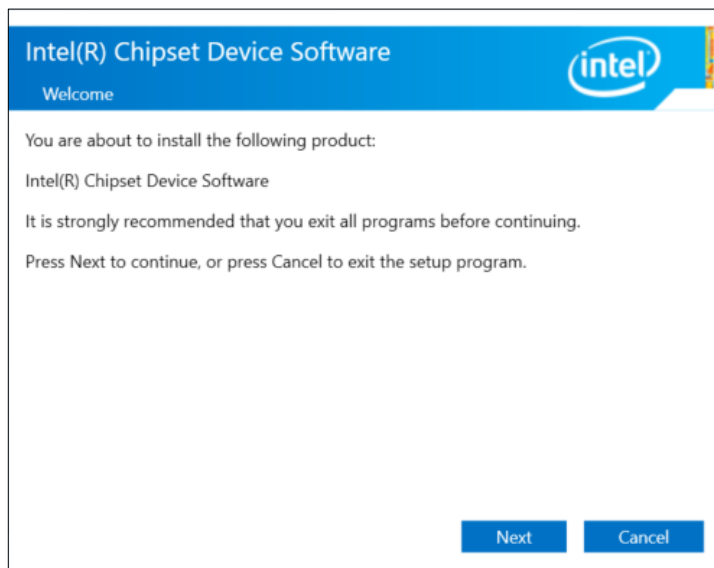 Intel(R) Chipset Device Software
intel
Welcome
You are about to install the following product:
Intel(R) Chipset Device Software
It is strongly recommended that you exit all programs before continuing.
Press Next to continue, or press Cancel to exit the setup program.
Next
Cancel